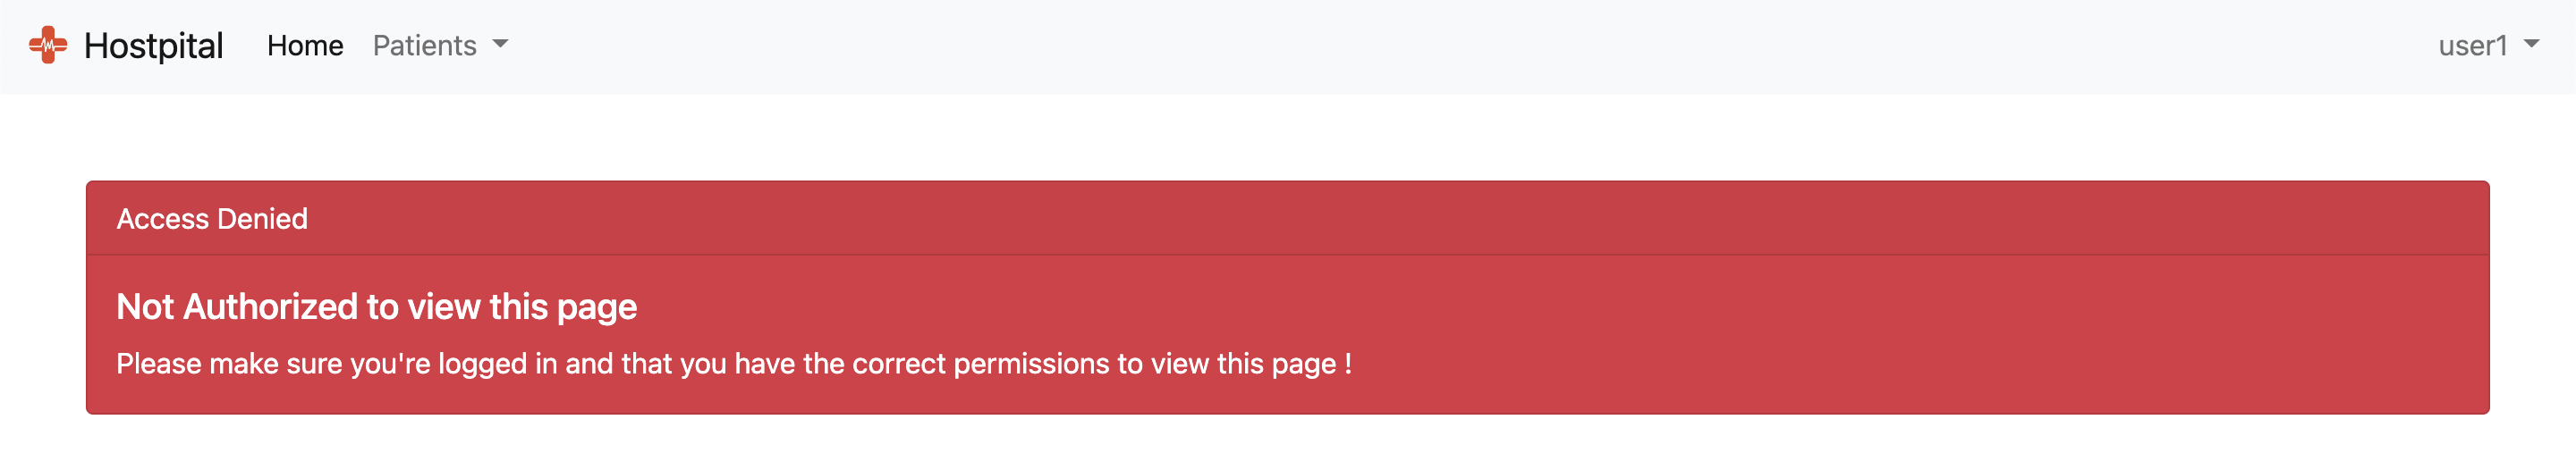 Hostpital Home Patients user1
Access Denied
Not Authorized to view this page
Please make sure you're logged in and that you have the correct permissions to view this page !